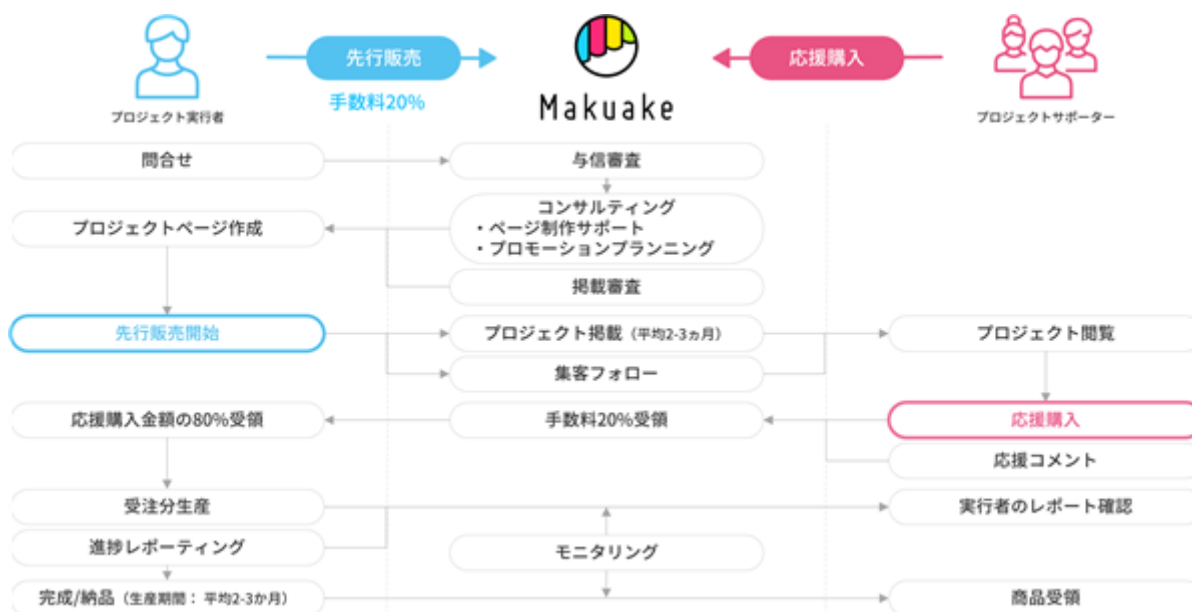 先行販売
応援購入
手数料20%
Makuake
プロジェクト実行者
プロジェクトサポーター
問合せ
与信審査
コンサルティング
・ページ制作サポート
・プロモーションプランニング
プロジェクトページ作成
掲載審査
先行販売開始
プロジェクト掲載（平均2-3ヵ月）
プロジェクト閲覧
集客フォロー
応援購入金額の80%受領
手数料20%受領
応援購入
応援コメント
受注分生産
実行者のレポート確認
進捗レポーティング
モニタリング
完成/納品（生産期間：平均2-3か月）
商品受領